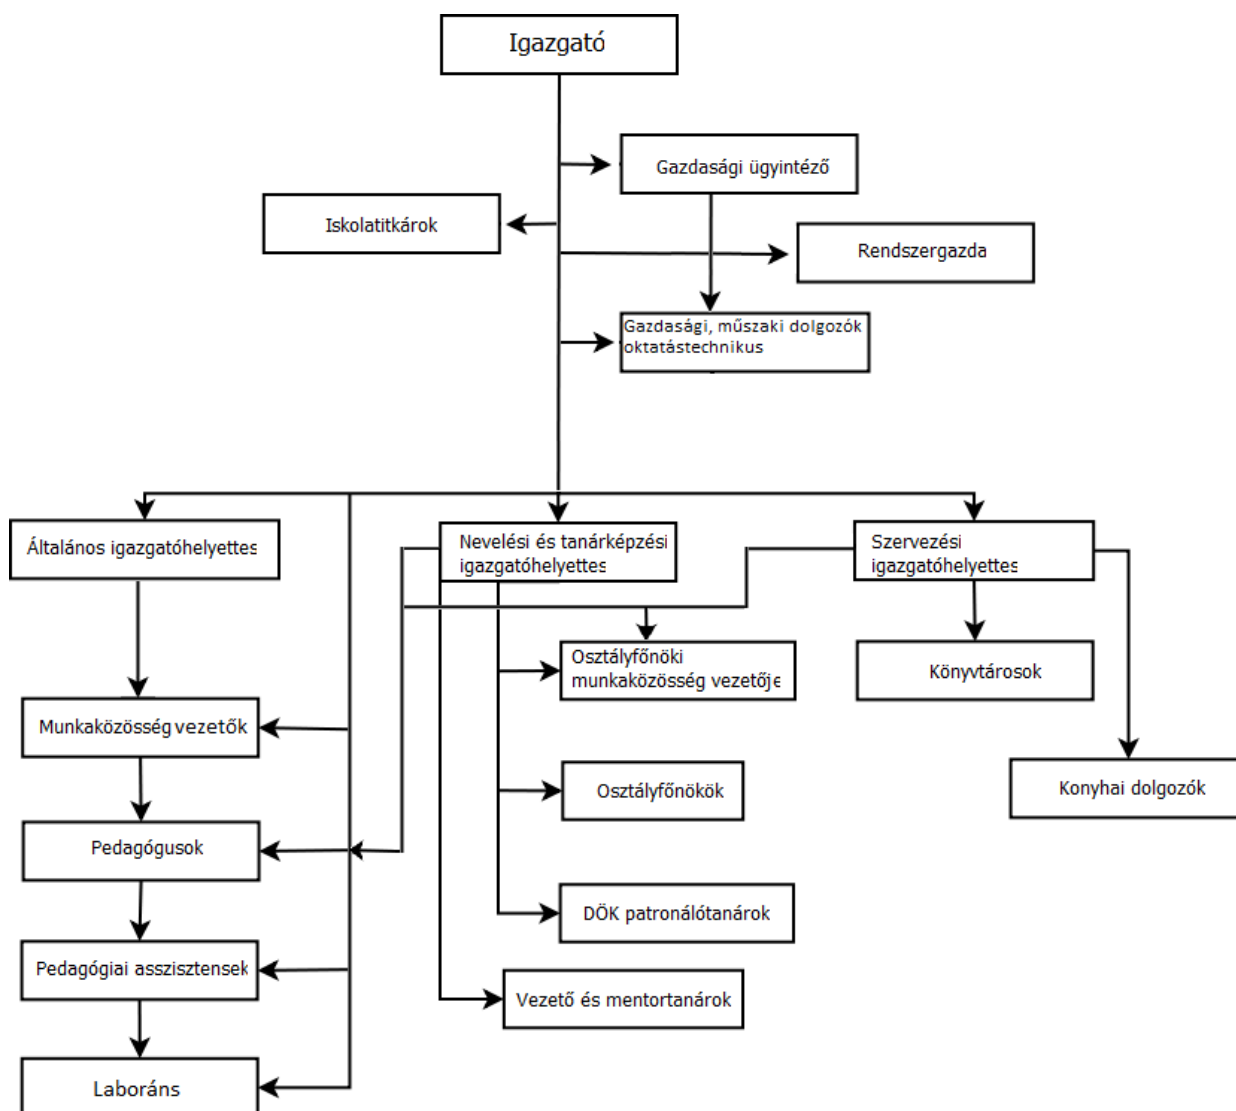 Igazgató
Gazdasági ügyintéző
Iskolatitkárok
Rendszergazda
Gazdasági, műszaki dolgozók
oktatástechnikus
Általános igazgatóhelyettes
Nevelési és tanárképzési
igazgatóhelyettes
Szervezési
igazgatóhelyettes
Osztályfőnöki
munkaközösség vezetője
Könyvtárosok
Munkaközösség vezetők
Osztályfőnökök
Konyhai dolgozók
Pedagógusok
DÖK patronálótanárok
Pedagógiai asszisztensek
Vezető és mentortanárok
Laboráns